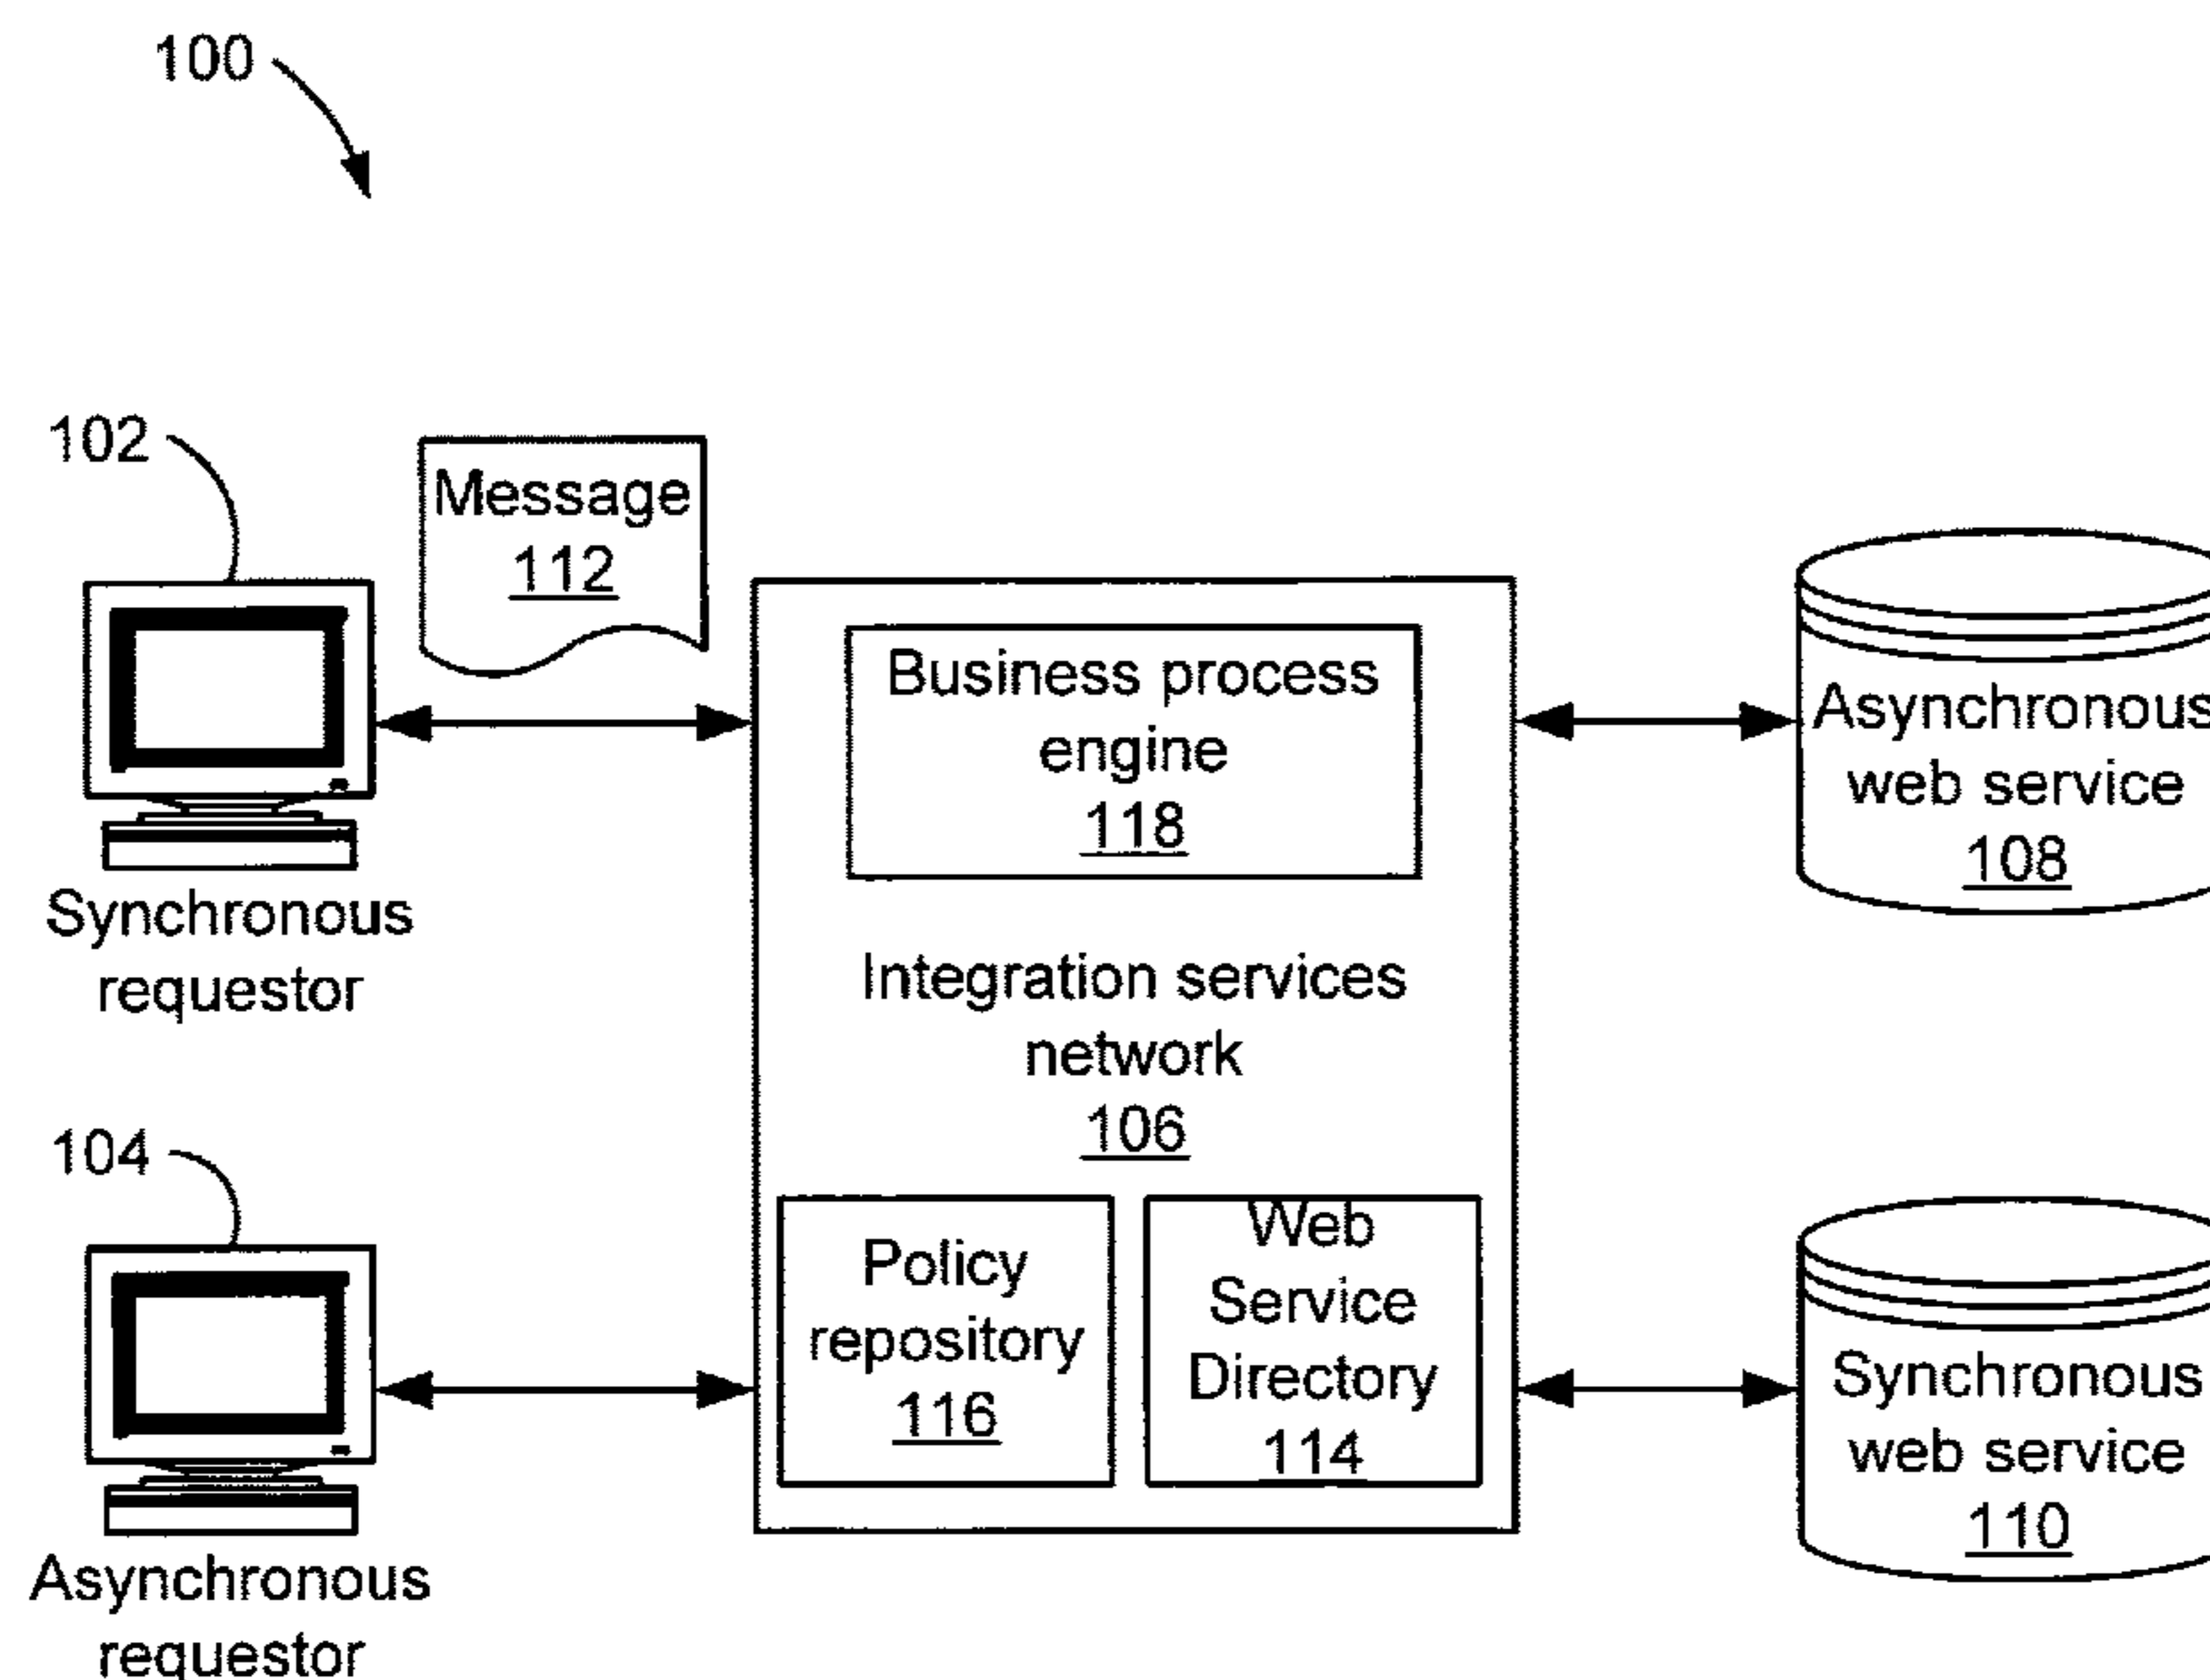 100
102
Message
112
Business process
engine
118
Asynchronous
web service
108
Synchronous
requestor
Integration services
network
106
104
Policy
repository
116
Web
Service
Directory
114
Synchronous
web service
110
Asynchronous
requestor